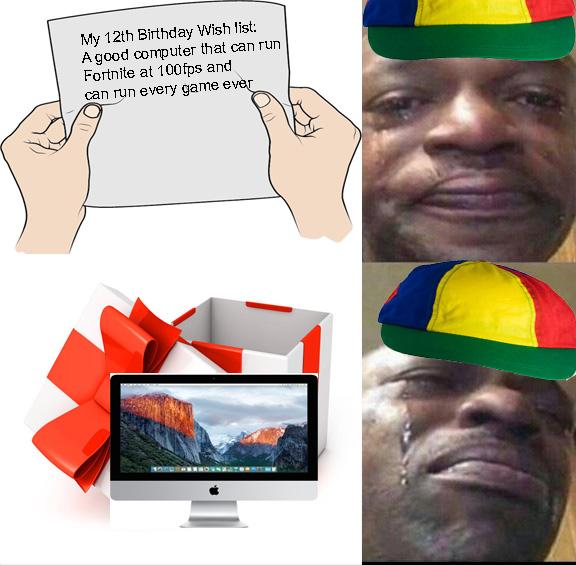 My 12th Birthday Wish list:
A good computer that can run
Fortnite at 100fps and
can run every game ever